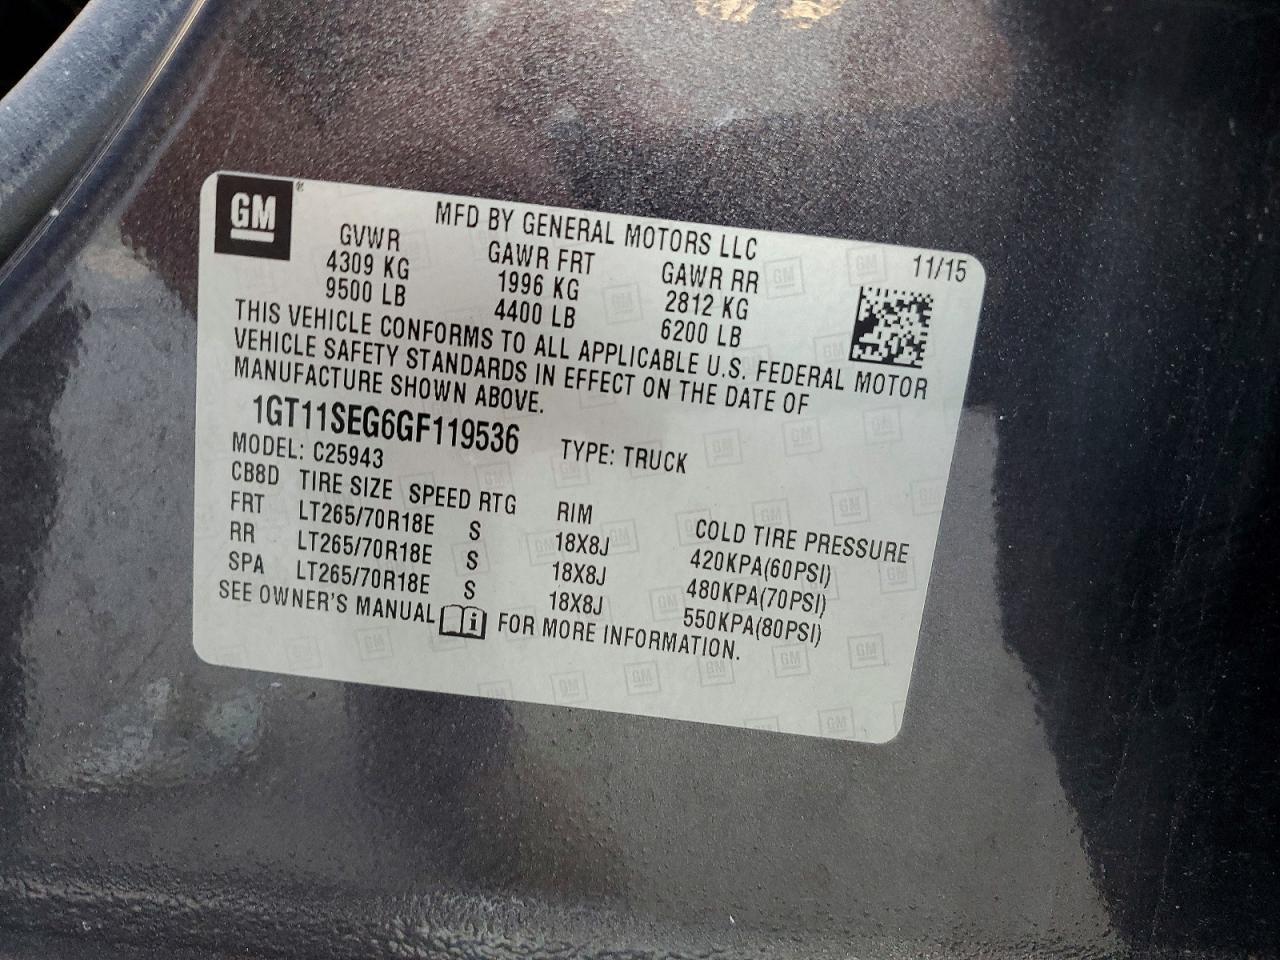 GM ®
MFD BY GENERAL MOTORS LLC 11/15
GVWR GAWR FRT GAWR RR
4309 KG 1996 KG 2812 KG
9500 LB 4400 LB 6200 LB
THIS VEHICLE CONFORMS TO ALL APPLICABLE U.S. FEDERAL MOTOR
VEHICLE SAFETY STANDARDS IN EFFECT ON THE DATE OF
MANUFACTURE SHOWN ABOVE.
1GT11SEG6GF119536 TYPE: TRUCK
MODEL: C25943
CB8D TIRE SIZE SPEED RTG RIM COLD TIRE PRESSURE
FRT LT265/70R18E S 18X8J 420KPA(60PSI)
RR LT265/70R18E S 18X8J 480KPA(70PSI)
SPA LT265/70R18E S 18X8J 550KPA(80PSI)
SEE OWNER'S MANUAL i FOR MORE INFORMATION.